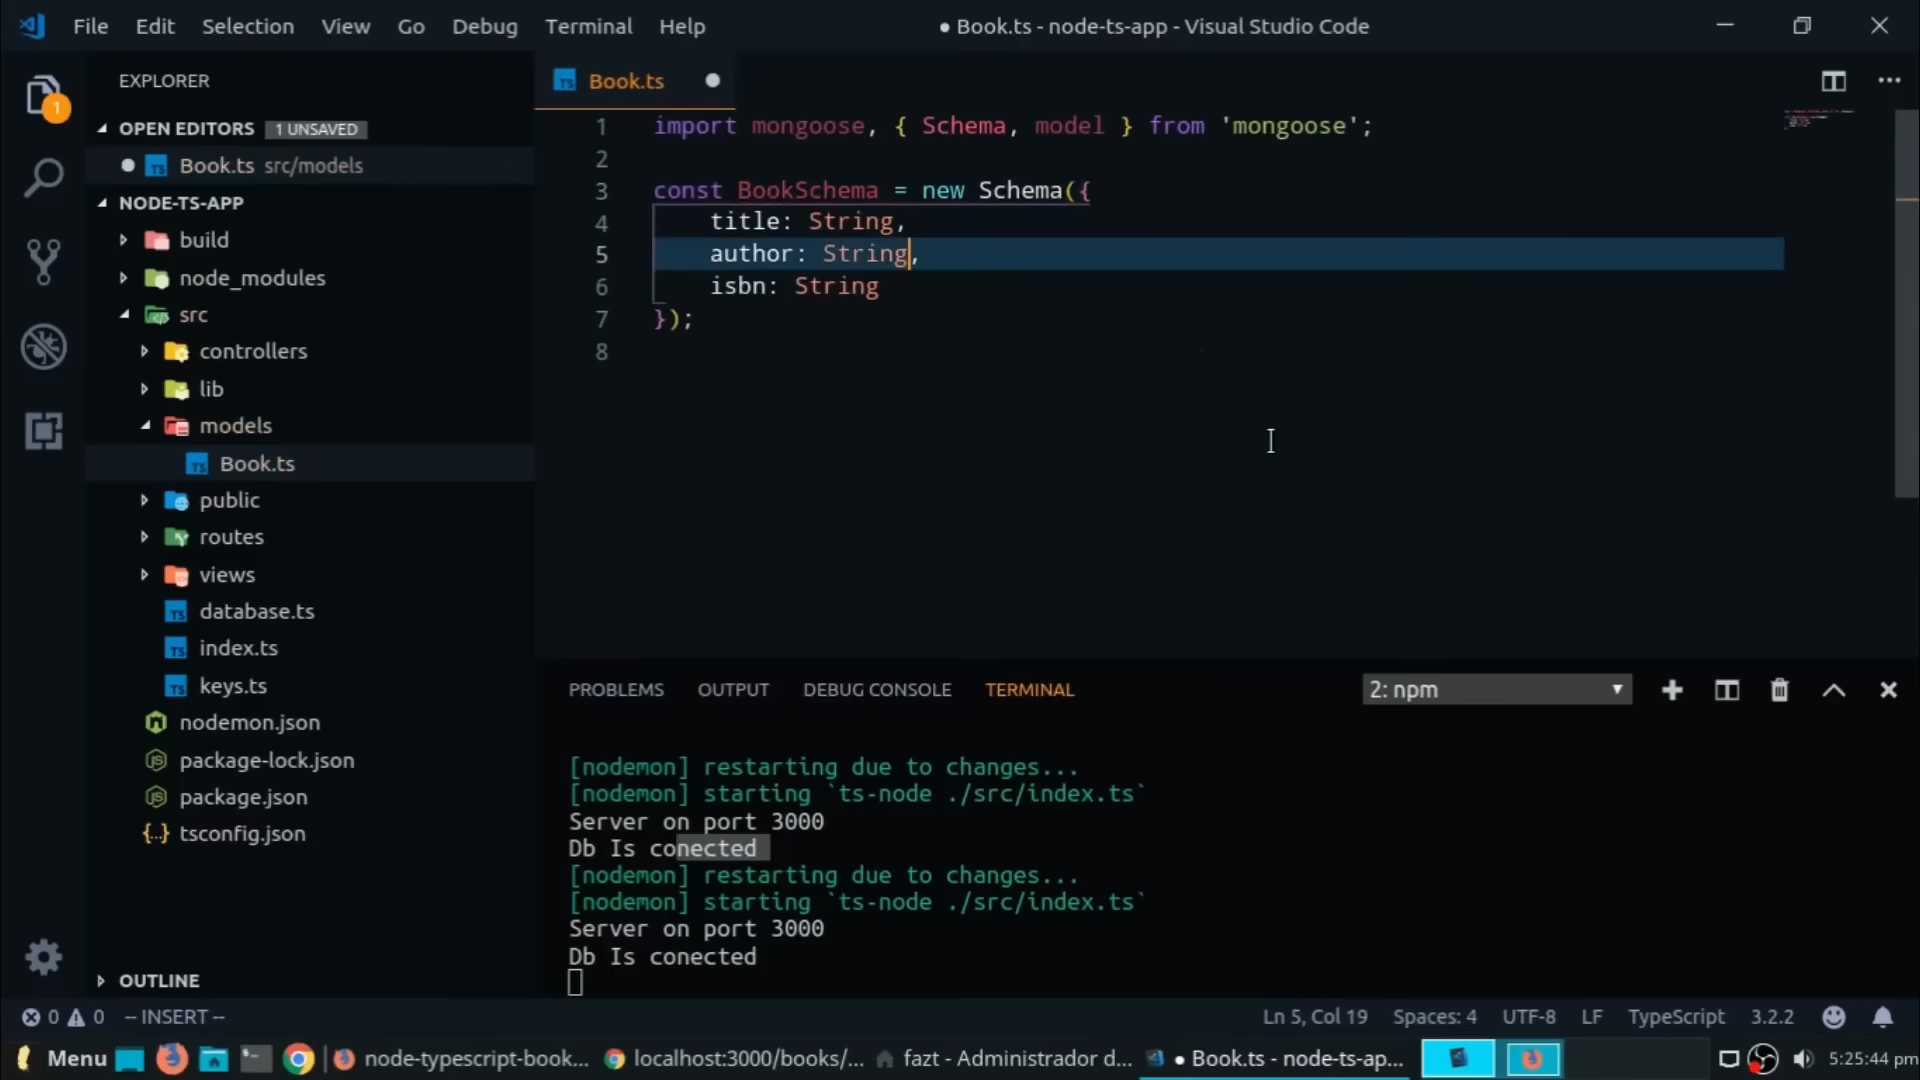 File Edit Selection View Go Debug Terminal Help
● Book.ts - node-ts-app - Visual Studio Code
EXPLORER
OPEN EDITORS 1 UNSAVED
Book.ts src/models
NODE-TS-APP
build
node_modules
src
controllers
lib
models
Book.ts
public
routes
views
database.ts
index.ts
keys.ts
nodemon.json
package-lock.json
package.json
tsconfig.json
OUTLINE
1
Book.ts
1 import mongoose, { Schema, model } from 'mongoose';
2
3 const BookSchema = new Schema({
4 title: String,
5 author: String,
6 isbn: String
7 });
8
PROBLEMS OUTPUT DEBUG CONSOLE TERMINAL 2: npm
[nodemon] restarting due to changes...
[nodemon] starting `ts-node ./src/index.ts`
Server on port 3000
Db Is conected
[nodemon] restarting due to changes...
[nodemon] starting `ts-node ./src/index.ts`
Server on port 3000
Db Is conected
0 0 -- INSERT -- Ln 5, Col 19 Spaces: 4 UTF-8 LF TypeScript 3.2.2
Menu node-typescript-book... localhost:3000/books/... fazt - Administrador d... ● Book.ts - node-ts-ap... 5:25:44 pm